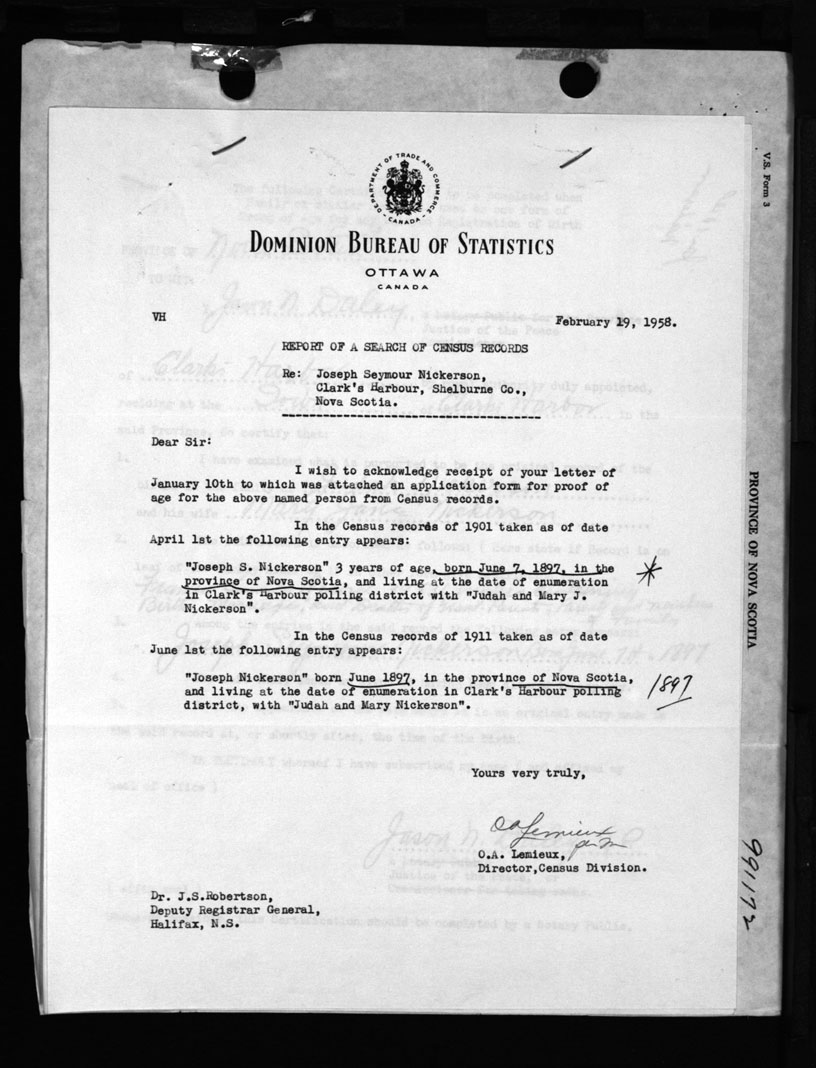 DEPARTMENT OF TRADE AND COMMERCE
CANADA
DOMINION BUREAU OF STATISTICS
OTTAWA
CANADA
VH
February 19, 1958.
REPORT OF A SEARCH OF CENSUS RECORDS
Re: Joseph Seymour Nickerson,
Clark's Harbour, Shelburne Co.,
Nova Scotia.
Dear Sir:
I wish to acknowledge receipt of your letter of
January 10th to which was attached an application form for proof of
age for the above named person from Census records.
In the Census records of 1901 taken as of date
April 1st the following entry appears:
"Joseph S. Nickerson" 3 years of age, born June 7, 1897, in the
province of Nova Scotia, and living at the date of enumeration
in Clark's Harbour polling district with "Judah and Mary J.
Nickerson".
In the Census records of 1911 taken as of date
June 1st the following entry appears:
"Joseph Nickerson" born June 1897, in the province of Nova Scotia,
and living at the date of enumeration in Clark's Harbour polling
district, with "Judah and Mary Nickerson".
1897
Yours very truly,
OA Lemieux
O.A. Lemieux,
Director,Census Division.
Dr. J.S.Robertson,
Deputy Registrar General,
Halifax, N.S.
V.S. Form 3
PROVINCE OF NOVA SCOTIA
991172